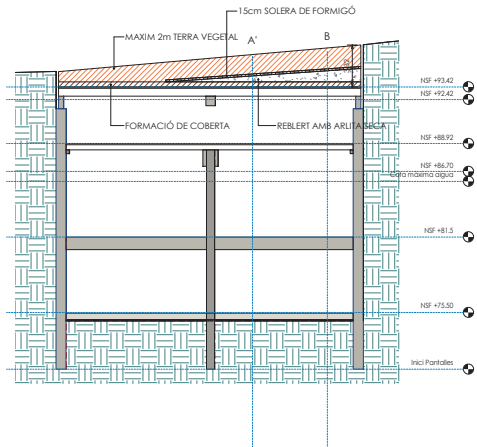 15cm SOLERA DE FORMIGÓ
MAXIM 2m TERRA VEGETAL
A'
B
NSF +93.42
NSF +92.42
FORMACIÓ DE COBERTA
REBLERT AMB ARLITA SECA
NSF +88.92
NSF +86.70
Cota màxima aigua
NSF +81.5
NSF +75.50
Inici Pantalles